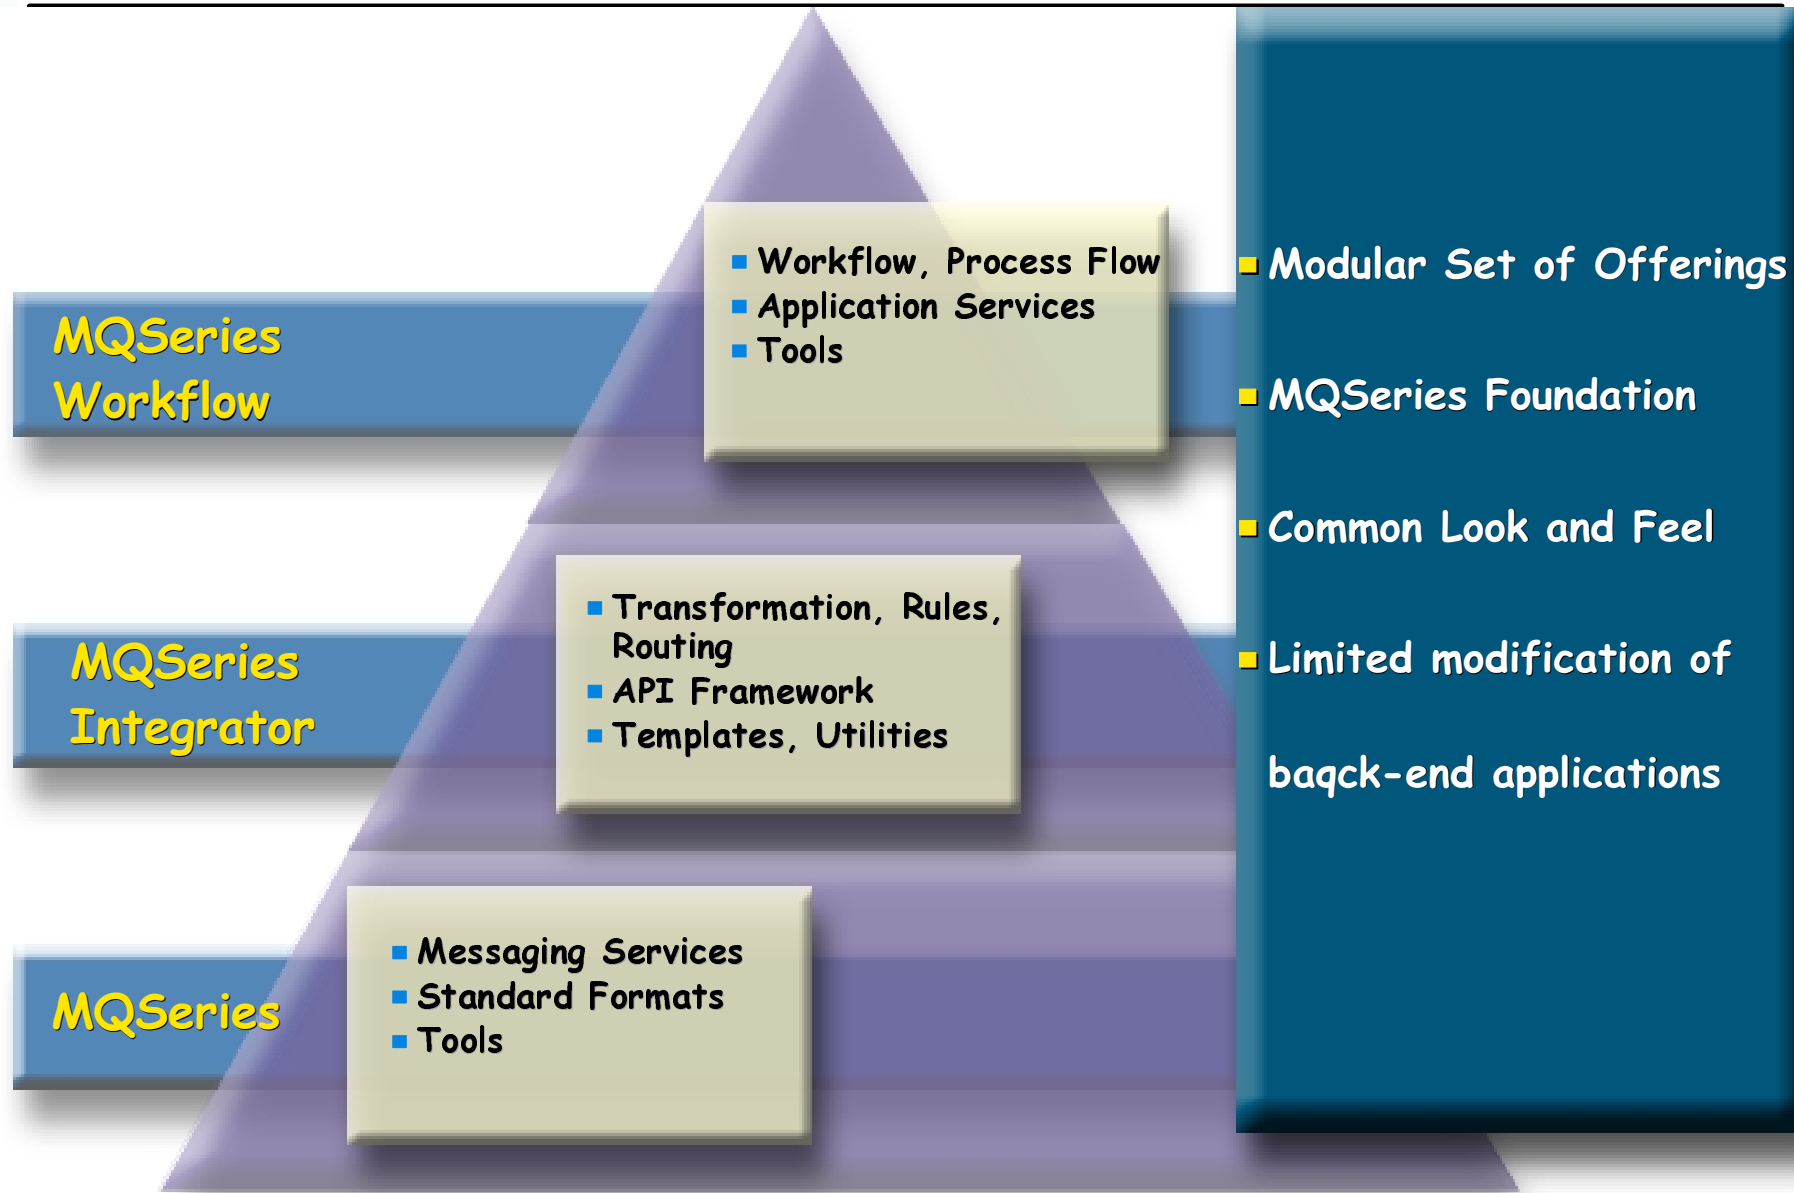 MQSeries
Workflow
Workflow, Process Flow
Application Services
Tools
MQSeries
Integrator
Transformation, Rules,
Routing
API Framework
Templates, Utilities
MQSeries
Messaging Services
Standard Formats
Tools
Modular Set of Offerings
MQSeries Foundation
Common Look and Feel
Limited modification of
baqck-end applications